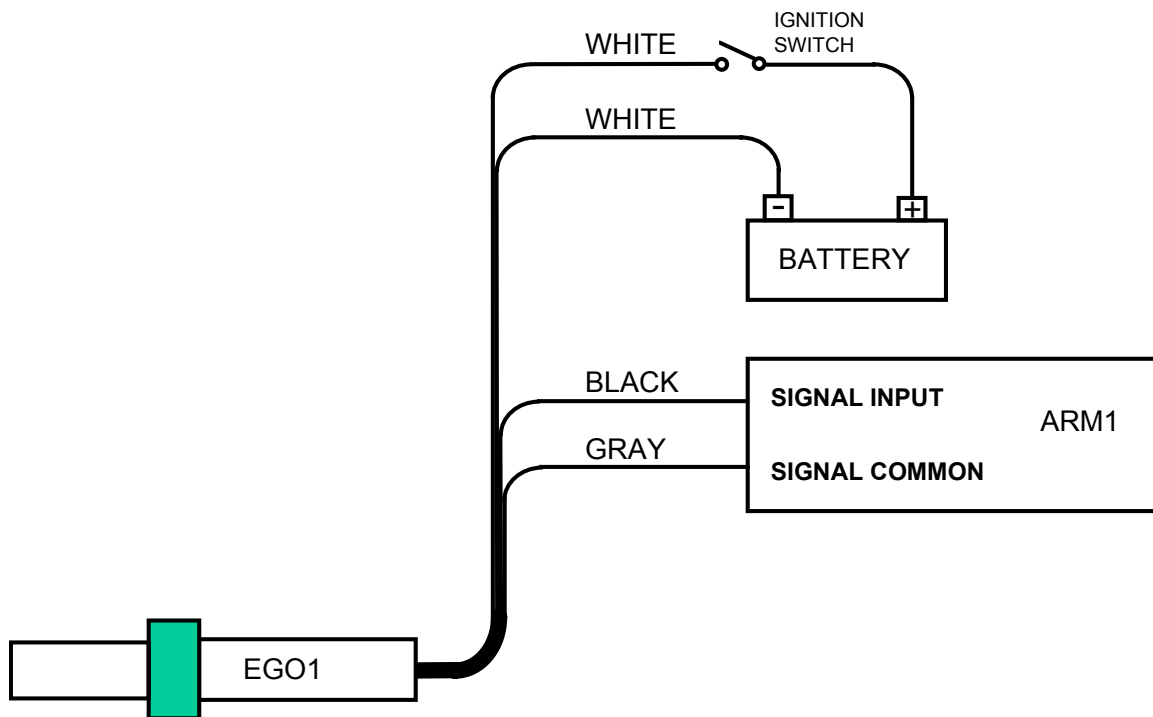 WHITE
IGNITION
SWITCH
WHITE
- +
BATTERY
BLACK
SIGNAL INPUT
ARM1
GRAY
SIGNAL COMMON
EGO1